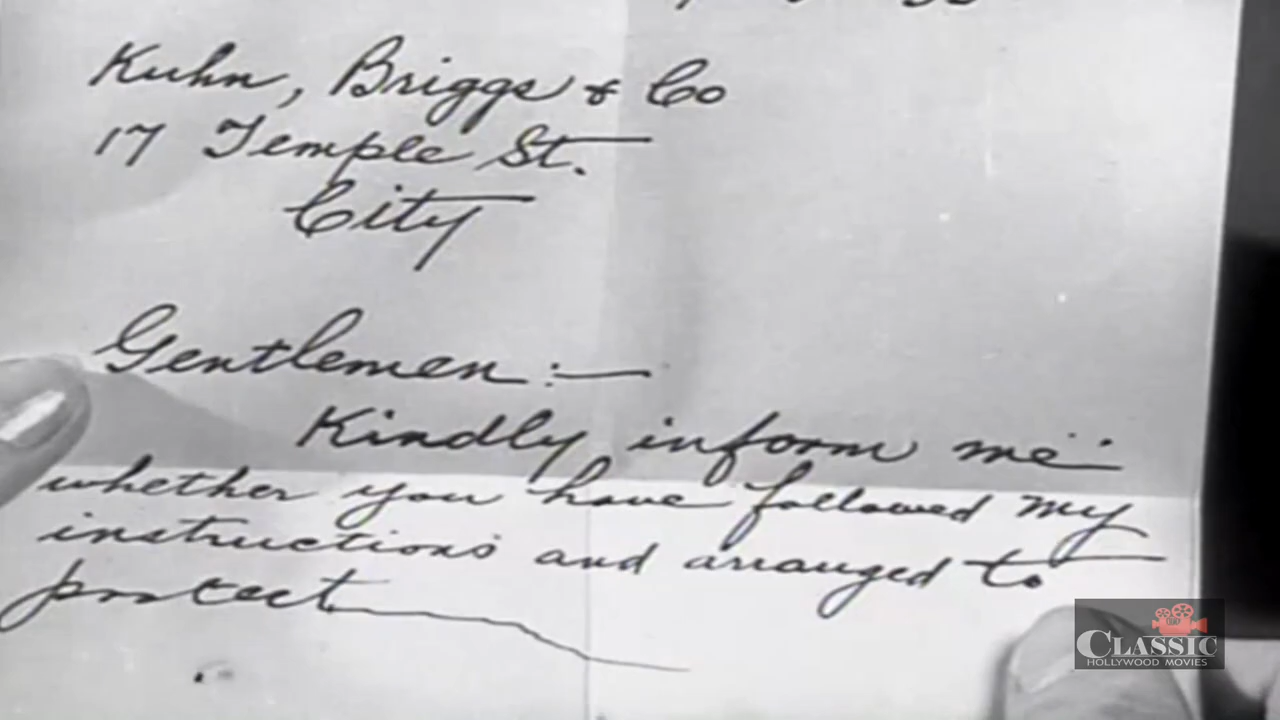 Kuhn, Briggs & Co
17 Temple St.
City
Gentlemen:—
Kindly inform me
whether you have followed my
instructions and arranged to
protect
CLASSIC
HOLLYWOOD MOVIES